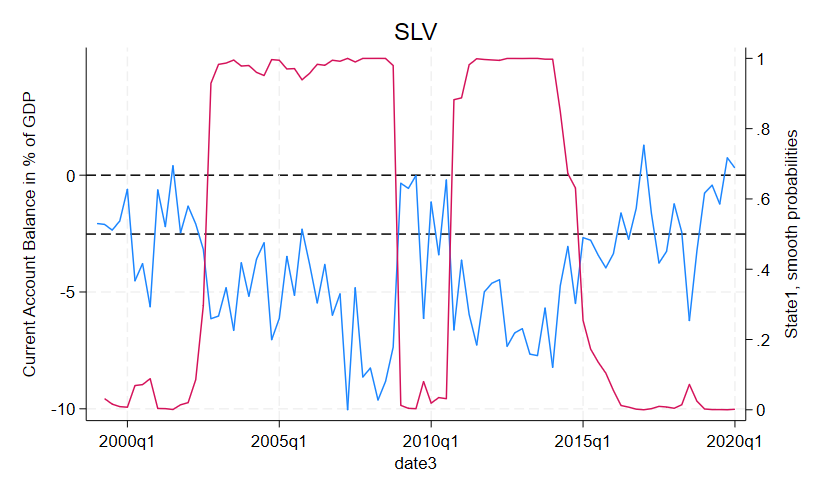 SLV
Current Account Balance in % of GDP
0
-5
-10
1
.8
.6
.4
.2
0
State1, smooth probabilities
2000q1 2005q1 2010q1 2015q1 2020q1
date3